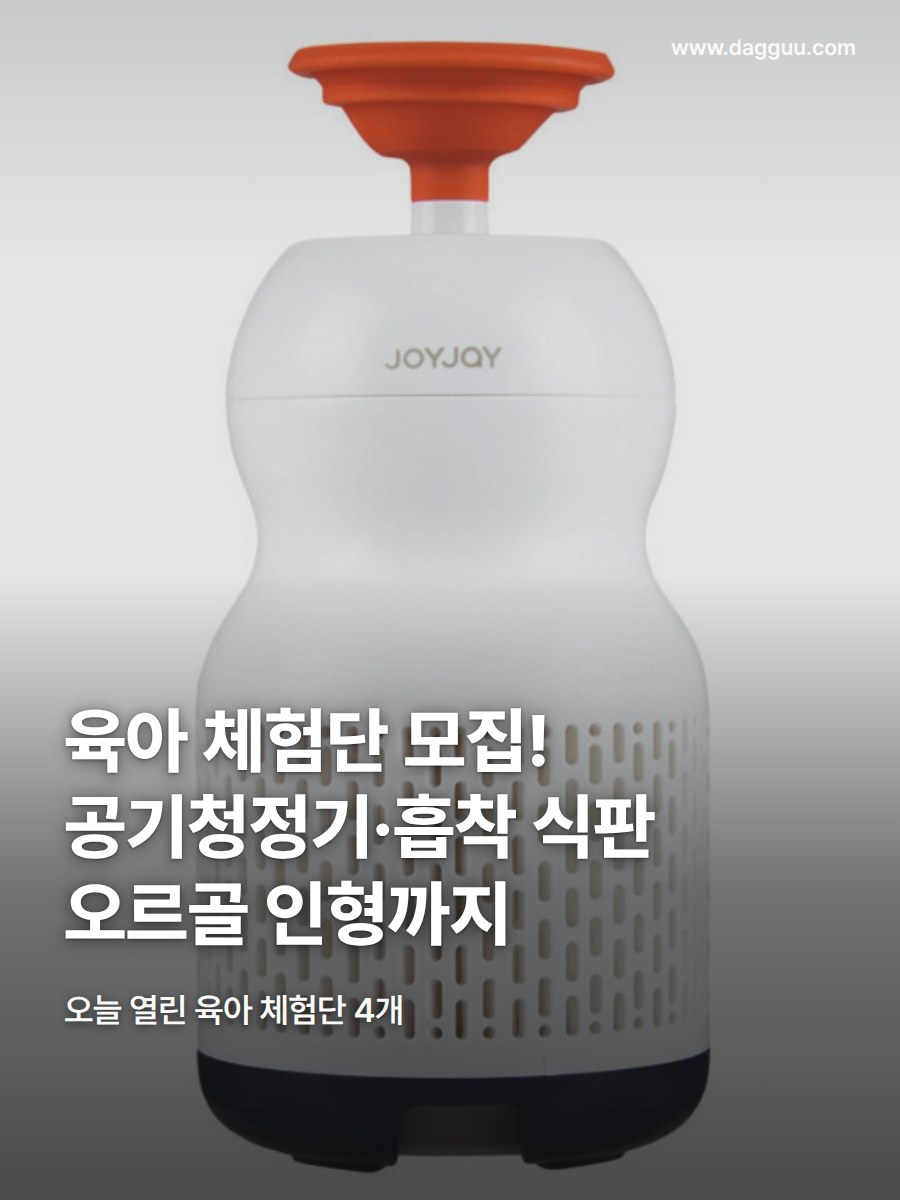 www.dagguu.com
JOYJAY
육아 체험단 모집!
공기청정기·흡착 식판
오르골 인형까지
오늘 열린 육아 체험단 4개